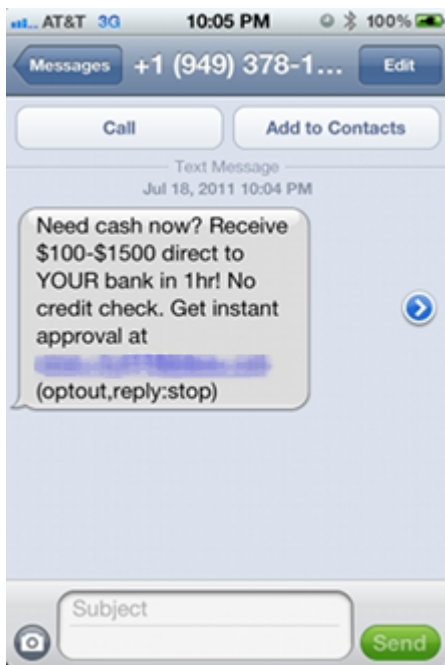 AT&T 3G 10:05 PM 100%
Messages +1 (949) 378-1... Edit
Call Add to Contacts
Text Message
Jul 18, 2011 10:04 PM
Need cash now? Receive
$100-$1500 direct to
YOUR bank in 1hr! No
credit check. Get instant
approval at
(optout,reply:stop)
Subject
Send